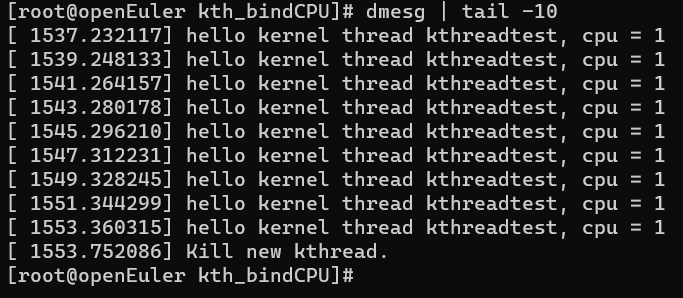 [root@openEuler kth_bindCPU]# dmesg | tail -10
[ 1537.232117] hello kernel thread kthreadtest, cpu = 1
[ 1539.248133] hello kernel thread kthreadtest, cpu = 1
[ 1541.264157] hello kernel thread kthreadtest, cpu = 1
[ 1543.280178] hello kernel thread kthreadtest, cpu = 1
[ 1545.296210] hello kernel thread kthreadtest, cpu = 1
[ 1547.312231] hello kernel thread kthreadtest, cpu = 1
[ 1549.328245] hello kernel thread kthreadtest, cpu = 1
[ 1551.344299] hello kernel thread kthreadtest, cpu = 1
[ 1553.360315] hello kernel thread kthreadtest, cpu = 1
[ 1553.752086] Kill new kthread.
[root@openEuler kth_bindCPU]#